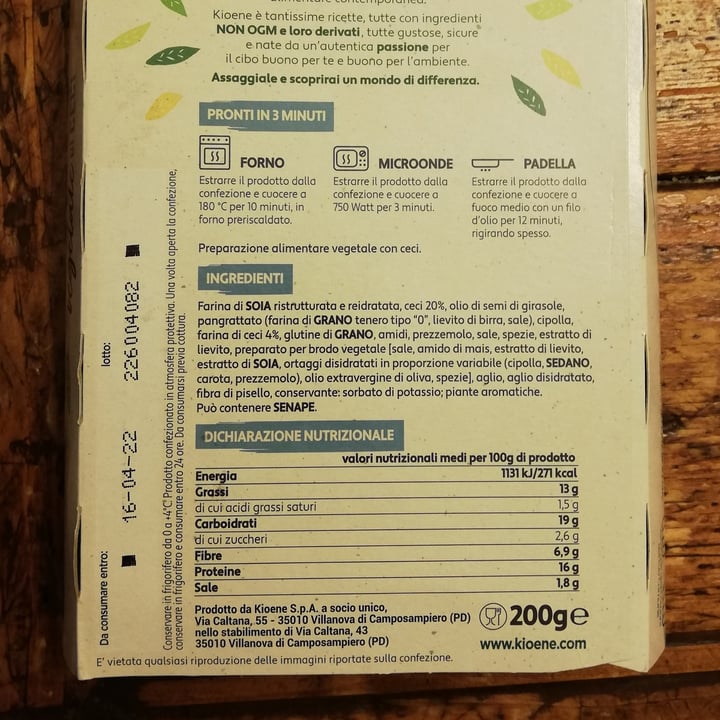 alimentare contemporanea.
Kioene è tantissime ricette, tutte con ingredienti
NON OGM e loro derivati, tutte gustose, sicure
e nate da un'autentica passione per
il cibo buono per te e buono per l'ambiente.
Assaggiale e scoprirai un mondo di differenza.
PRONTI IN 3 MINUTI
FORNO
Estrarre il prodotto dalla
confezione e cuocere a
180 °C per 10 minuti, in
forno preriscaldato.
MICROONDE
Estrarre il prodotto dalla
confezione e cuocere a
750 Watt per 3 minuti.
PADELLA
Estrarre il prodotto dalla
confezione e cuocere a
fuoco medio con un filo
d'olio per 12 minuti,
rigirando spesso.
Preparazione alimentare vegetale con ceci.
INGREDIENTI
Farina di SOIA ristrutturata e reidratata, ceci 20%, olio di semi di girasole,
pangrattato (farina di GRANO tenero tipo "0", lievito di birra, sale), cipolla,
farina di ceci 4%, glutine di GRANO, amidi, prezzemolo, sale, spezie, estratto di
lievito, preparato per brodo vegetale [sale, amido di mais, estratto di lievito,
estratto di SOIA, ortaggi disidratati in proporzione variabile (cipolla, SEDANO,
carota, prezzemolo), olio extravergine di oliva, spezie], aglio, aglio disidratato,
fibra di pisello, conservante: sorbato di potassio; piante aromatiche.
Può contenere SENAPE.
DICHIARAZIONE NUTRIZIONALE
valori nutrizionali medi per 100g di prodotto
Energia 1131 kJ/271 kcal
Grassi 13 g
di cui acidi grassi saturi 1,5 g
Carboidrati 19 g
di cui zuccheri 2,6 g
Fibre 6,9 g
Proteine 16 g
Sale 1,8 g
Prodotto da Kioene S.p.A. a socio unico,
Via Caltana, 55 - 35010 Villanova di Camposampiero (PD)
nello stabilimento di Via Caltana, 43
35010 Villanova di Camposampiero (PD)
200g e
www.kioene.com
E' vietata qualsiasi riproduzione delle immagini riportate sulla confezione.
Da consumare entro: 16-04-22
lotto: 226004082
Conservare in frigorifero da 0 a +4°C. Prodotto confezionato in atmosfera protettiva. Una volta aperta la confezione,
conservare in frigorifero e consumare entro 24 ore. Da consumarsi previa cottura.